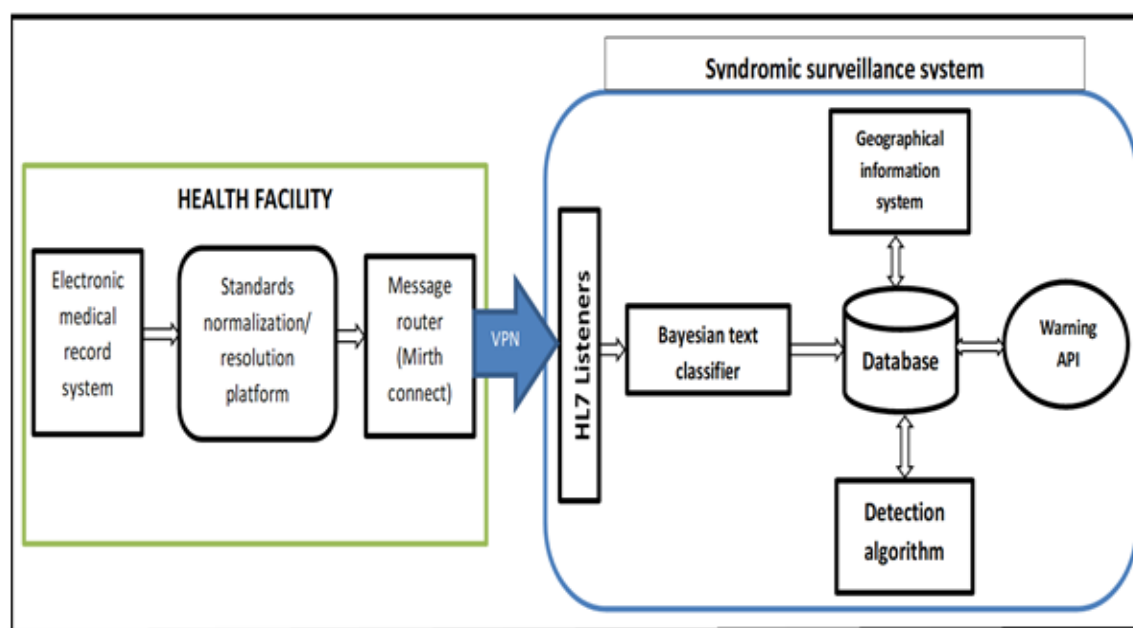 Syndromic surveillance system
HEALTH FACILITY
Electronic
medical
record
system
Standards
normalization/
resolution
platform
Message
router
(Mirth
connect)
VPN
HL7 Listeners
Bayesian text
classifier
Geographical
information
system
Database
Warning
API
Detection
algorithm